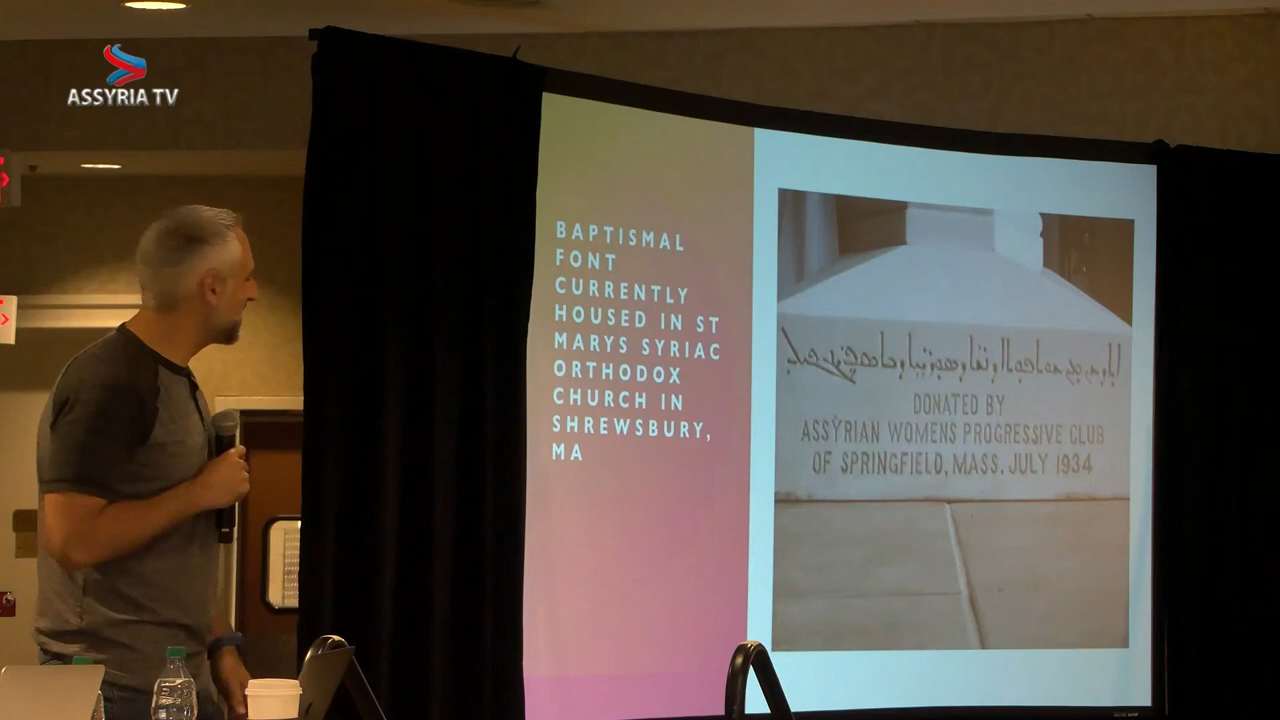 ASSYRIA TV
BAPTISMAL
FONT
CURRENTLY
HOUSED IN ST
MARYS SYRIAC
ORTHODOX
CHURCH IN
SHREWSBURY,
MA
DONATED BY
ASSYRIAN WOMENS PROGRESSIVE CLUB
OF SPRINGFIELD, MASS. JULY 1934